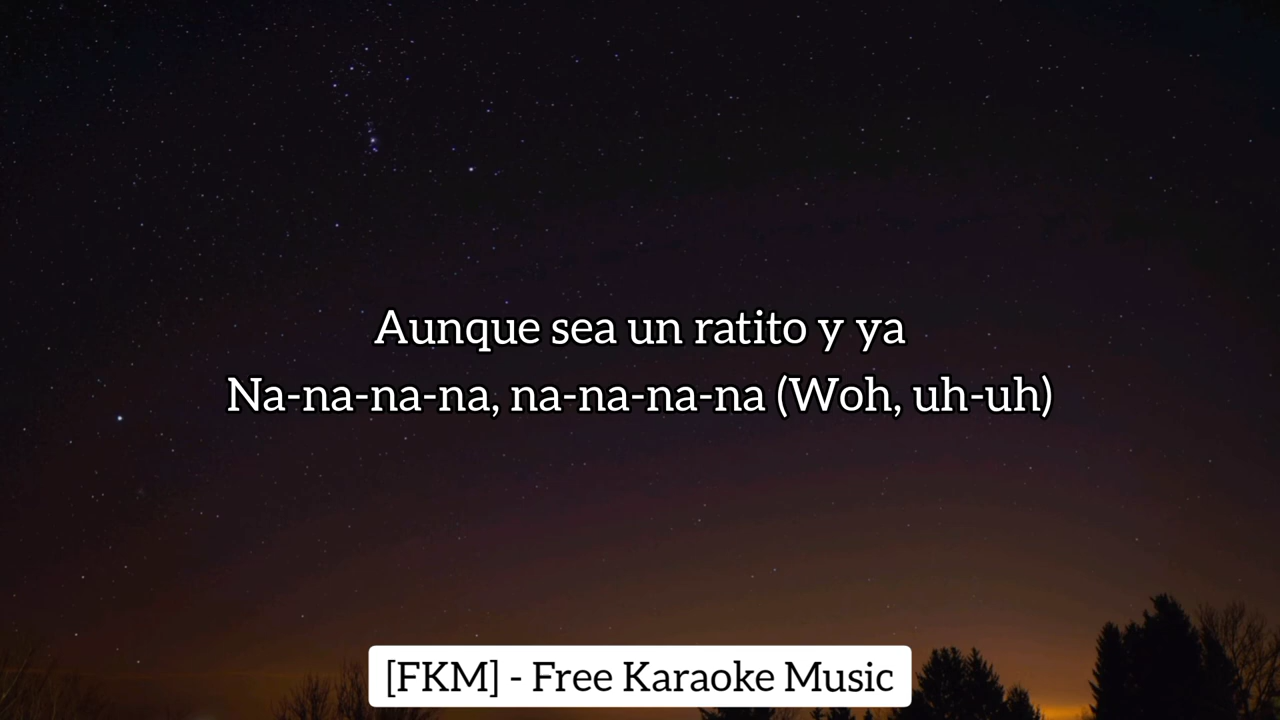 Aunque sea un ratito y ya
Na-na-na-na, na-na-na-na (Woh, uh-uh)
[FKM] - Free Karaoke Music